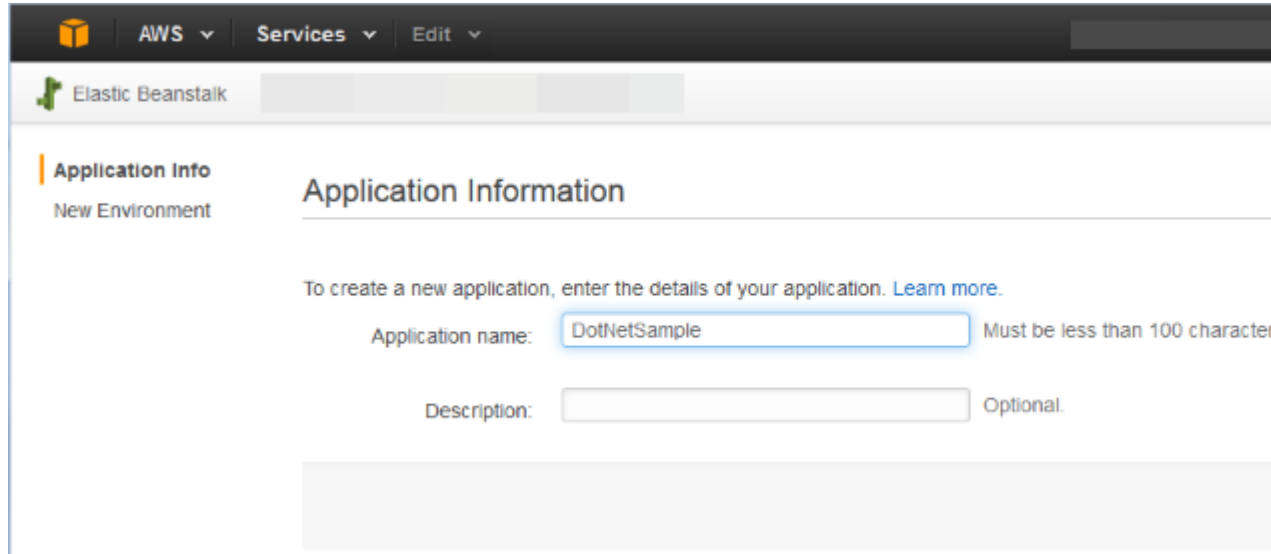 AWS Services Edit
Elastic Beanstalk
Application Info
New Environment
Application Information
To create a new application, enter the details of your application. Learn more.
Application name: DotNetSample Must be less than 100 character
Description: Optional.